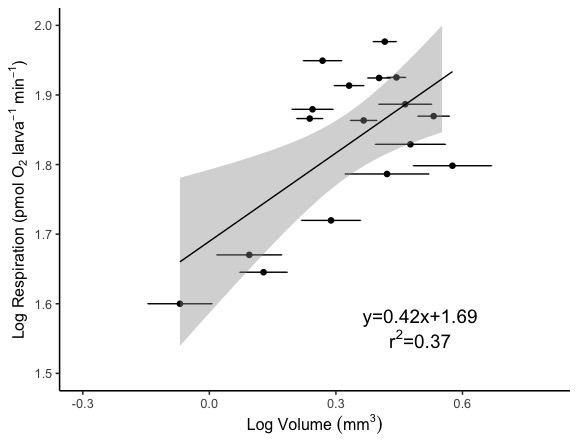 Log Respiration (pmol O₂ larva⁻¹ min⁻¹)
2.0
1.9
1.8
1.7
1.6
1.5
y=0.42x+1.69
r²=0.37
-0.3 0.0 0.3 0.6
Log Volume (mm³)